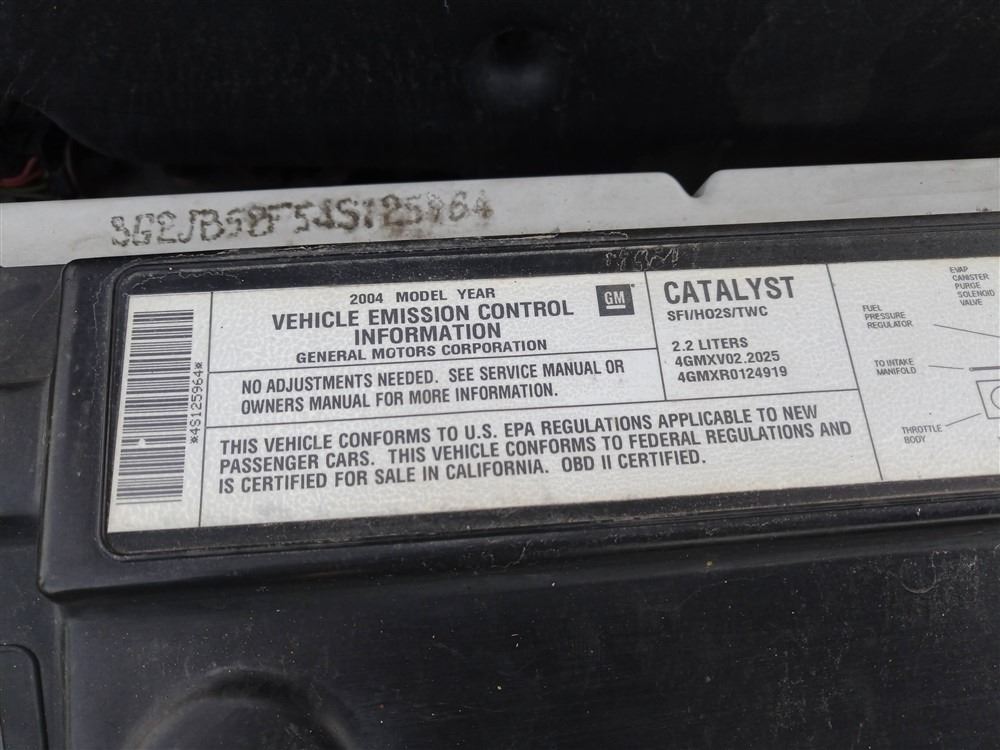 3G2JB52F54S125964
*4S125964*
2004 MODEL YEAR
VEHICLE EMISSION CONTROL
INFORMATION
GENERAL MOTORS CORPORATION
GM
NO ADJUSTMENTS NEEDED. SEE SERVICE MANUAL OR
OWNERS MANUAL FOR MORE INFORMATION.
THIS VEHICLE CONFORMS TO U.S. EPA REGULATIONS APPLICABLE TO NEW
PASSENGER CARS. THIS VEHICLE CONFORMS TO FEDERAL REGULATIONS AND
IS CERTIFIED FOR SALE IN CALIFORNIA. OBD II CERTIFIED.
CATALYST
SFI/HO2S/TWC
2.2 LITERS
4GMXV02.2025
4GMXR0124919
EVAP
CANISTER
PURGE
SOLENOID
VALVE
FUEL
PRESSURE
REGULATOR
TO INTAKE
MANIFOLD
THROTTLE
BODY